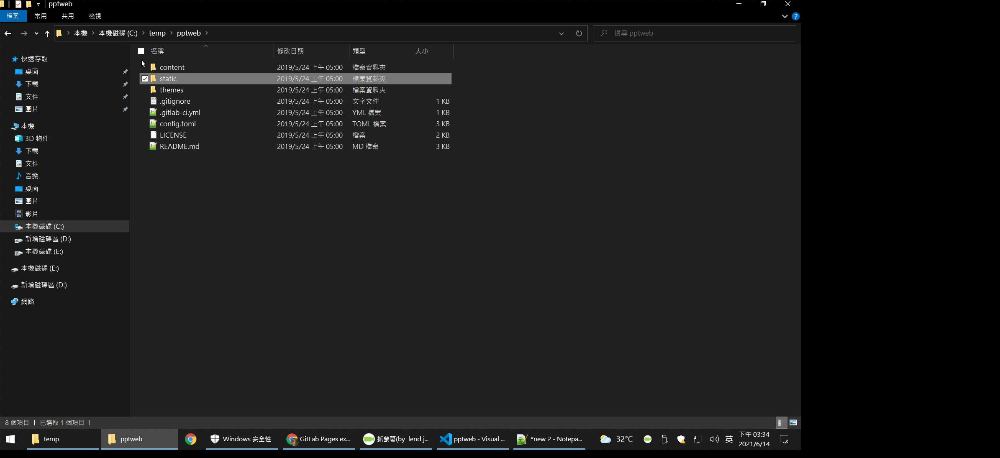 pptweb
檔案 常用 共用 檢視 ?
本機 本機磁碟 (C:) temp pptweb 搜尋 pptweb
名稱 修改日期 類型 大小
快速存取
桌面
下載
文件
圖片
本機
3D 物件
下載
文件
音樂
桌面
圖片
影片
本機磁碟 (C:)
新增磁碟區 (D:)
本機磁碟 (E:)
本機磁碟 (E:)
新增磁碟區 (D:)
網路
content 2019/5/24 上午 05:00 檔案資料夾
static 2019/5/24 上午 05:00 檔案資料夾
themes 2019/5/24 上午 05:00 檔案資料夾
.gitignore 2019/5/24 上午 05:00 文字文件 1 KB
.gitlab-ci.yml 2019/5/24 上午 05:00 YML 檔案 1 KB
config.toml 2019/5/24 上午 05:00 TOML 檔案 3 KB
LICENSE 2019/5/24 上午 05:00 檔案 2 KB
README.md 2019/5/24 上午 05:00 MD 檔案 3 KB
8 個項目 已選取 1 個項目
temp pptweb Windows 安全性 GitLab Pages ex... 抓螢幕(by lend j... pptweb - Visual ... *new 2 - Notepa... 32°C 英 下午 03:34
2021/6/14